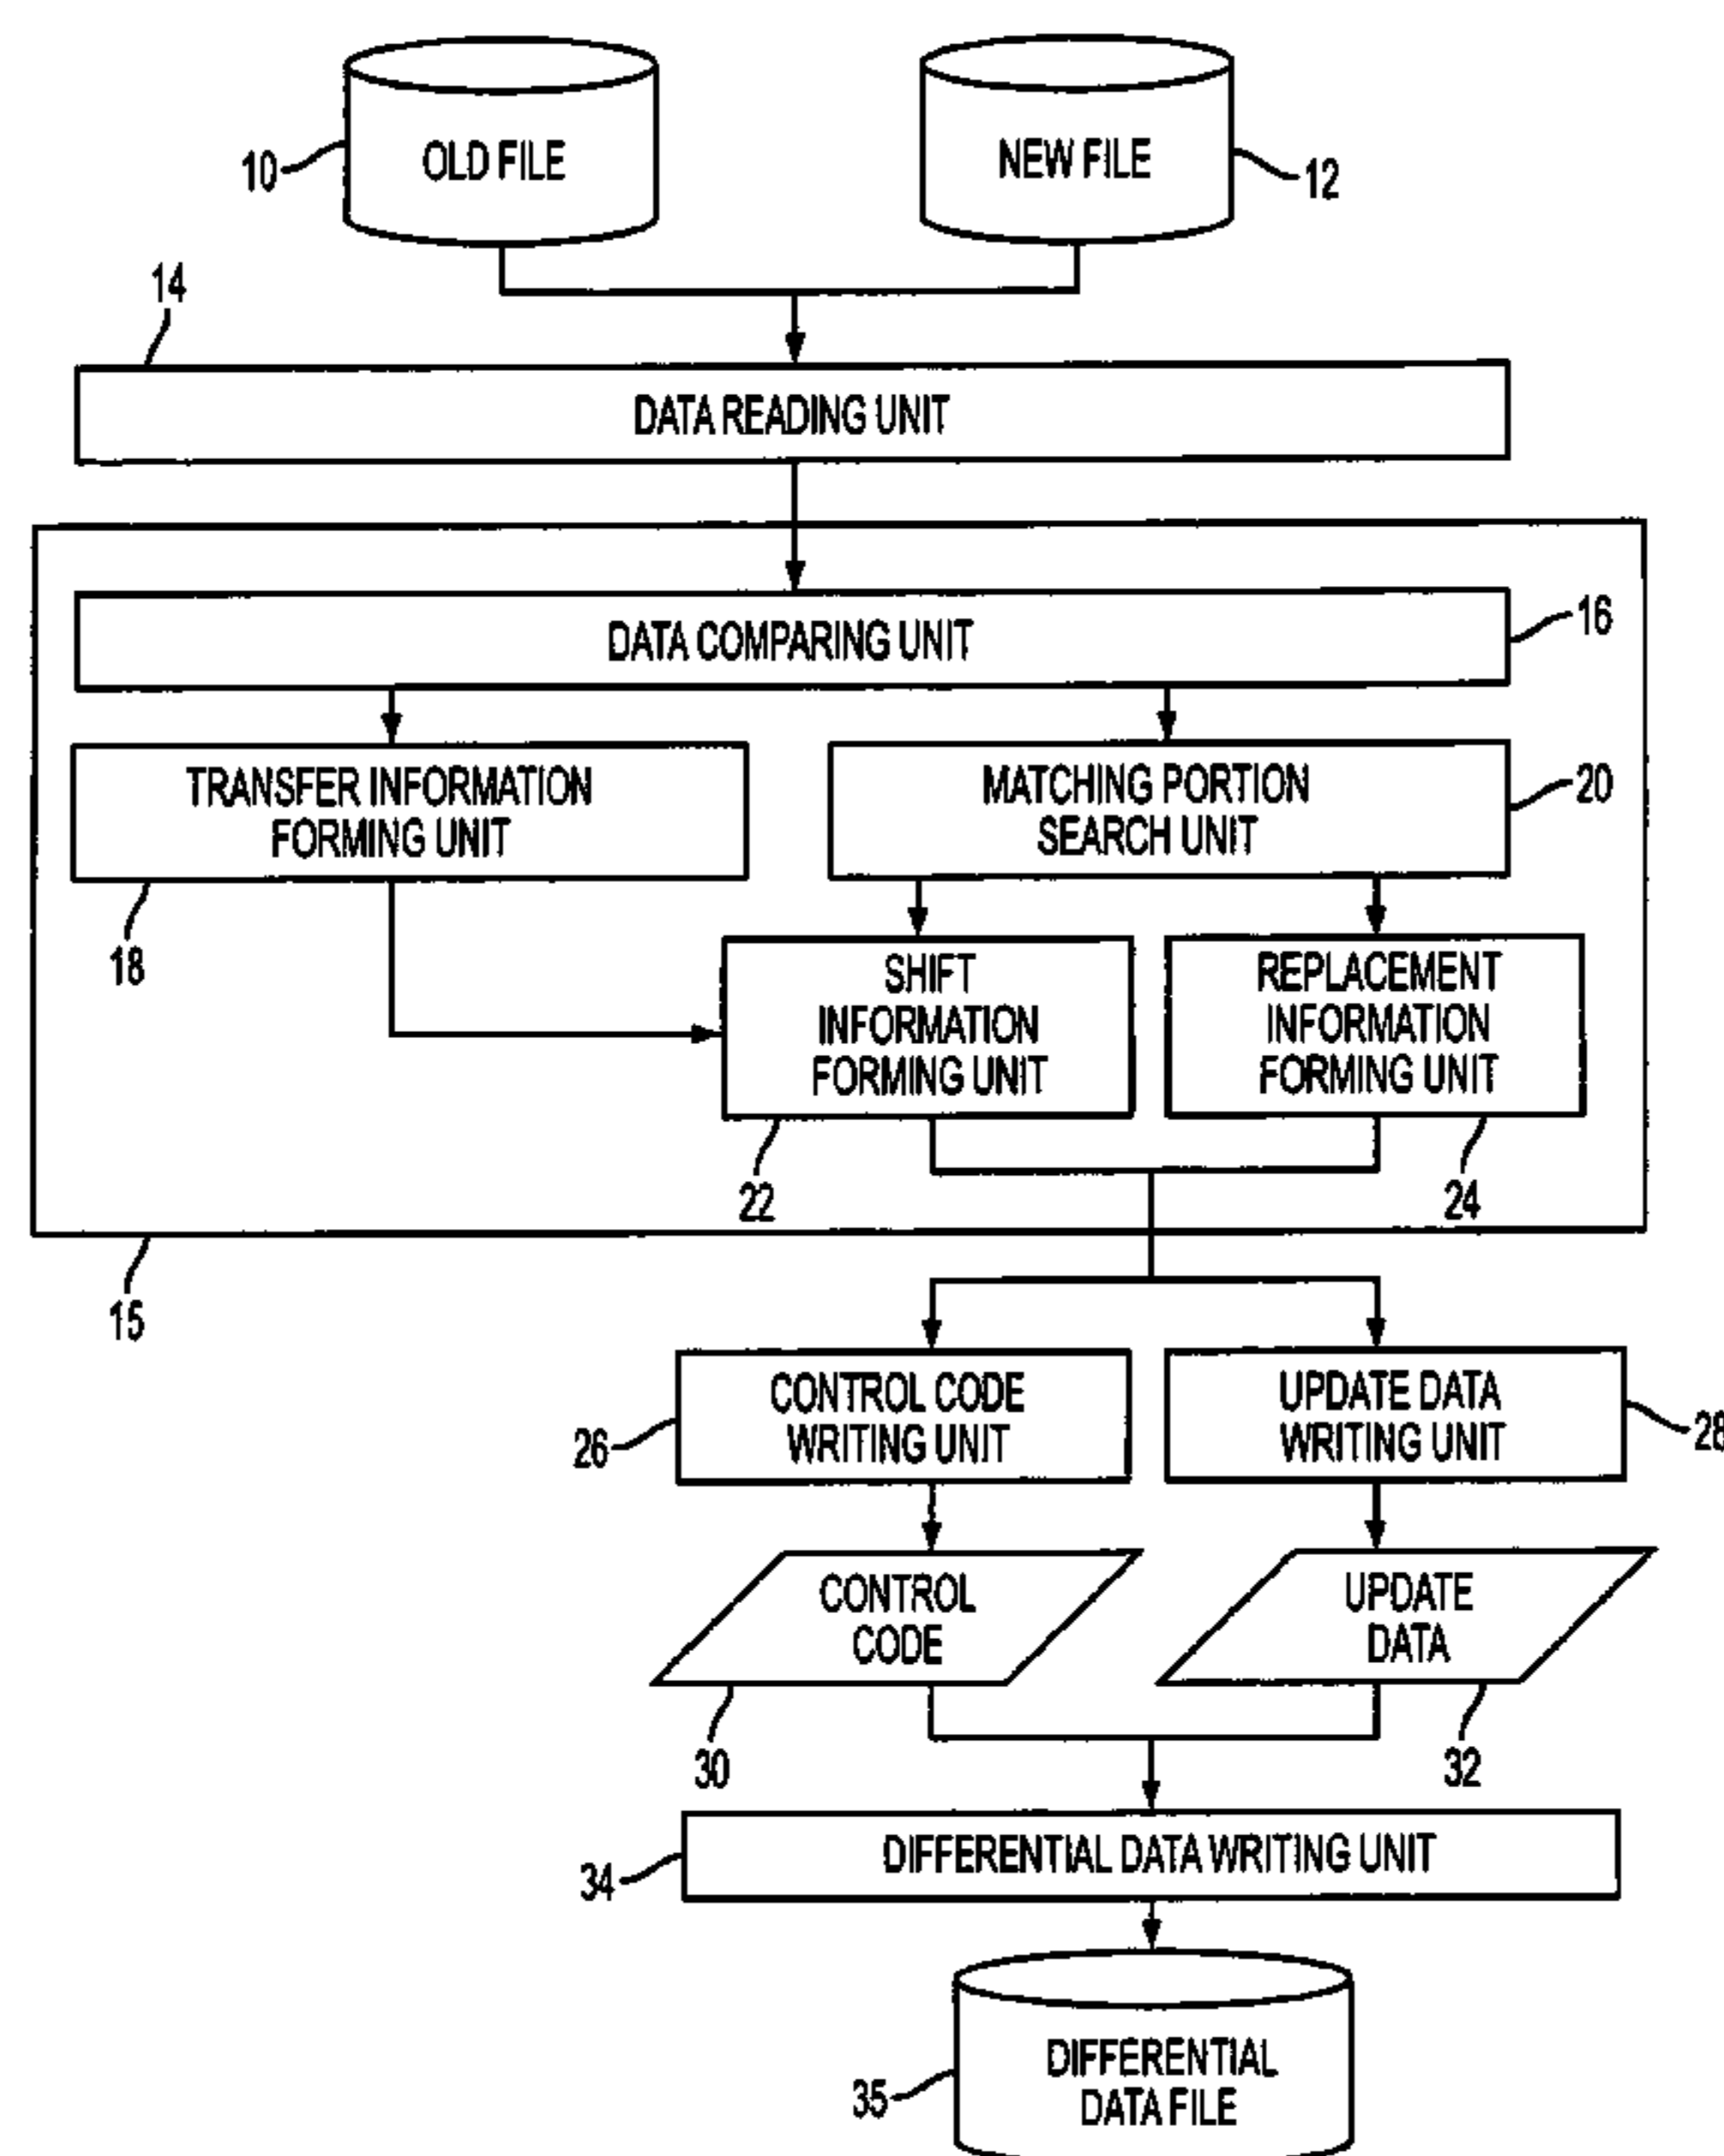 OLD FILE
NEW FILE
10
12
14
DATA READING UNIT
DATA COMPARING UNIT
16
TRANSFER INFORMATION
FORMING UNIT
MATCHING PORTION
SEARCH UNIT
20
18
SHIFT
INFORMATION
FORMING UNIT
REPLACEMENT
INFORMATION
FORMING UNIT
22
24
15
CONTROL CODE
WRITING UNIT
UPDATE DATA
WRITING UNIT
26
28
CONTROL
CODE
UPDATE
DATA
30
32
DIFFERENTIAL DATA WRITING UNIT
34
DIFFERENTIAL
DATA FILE
35